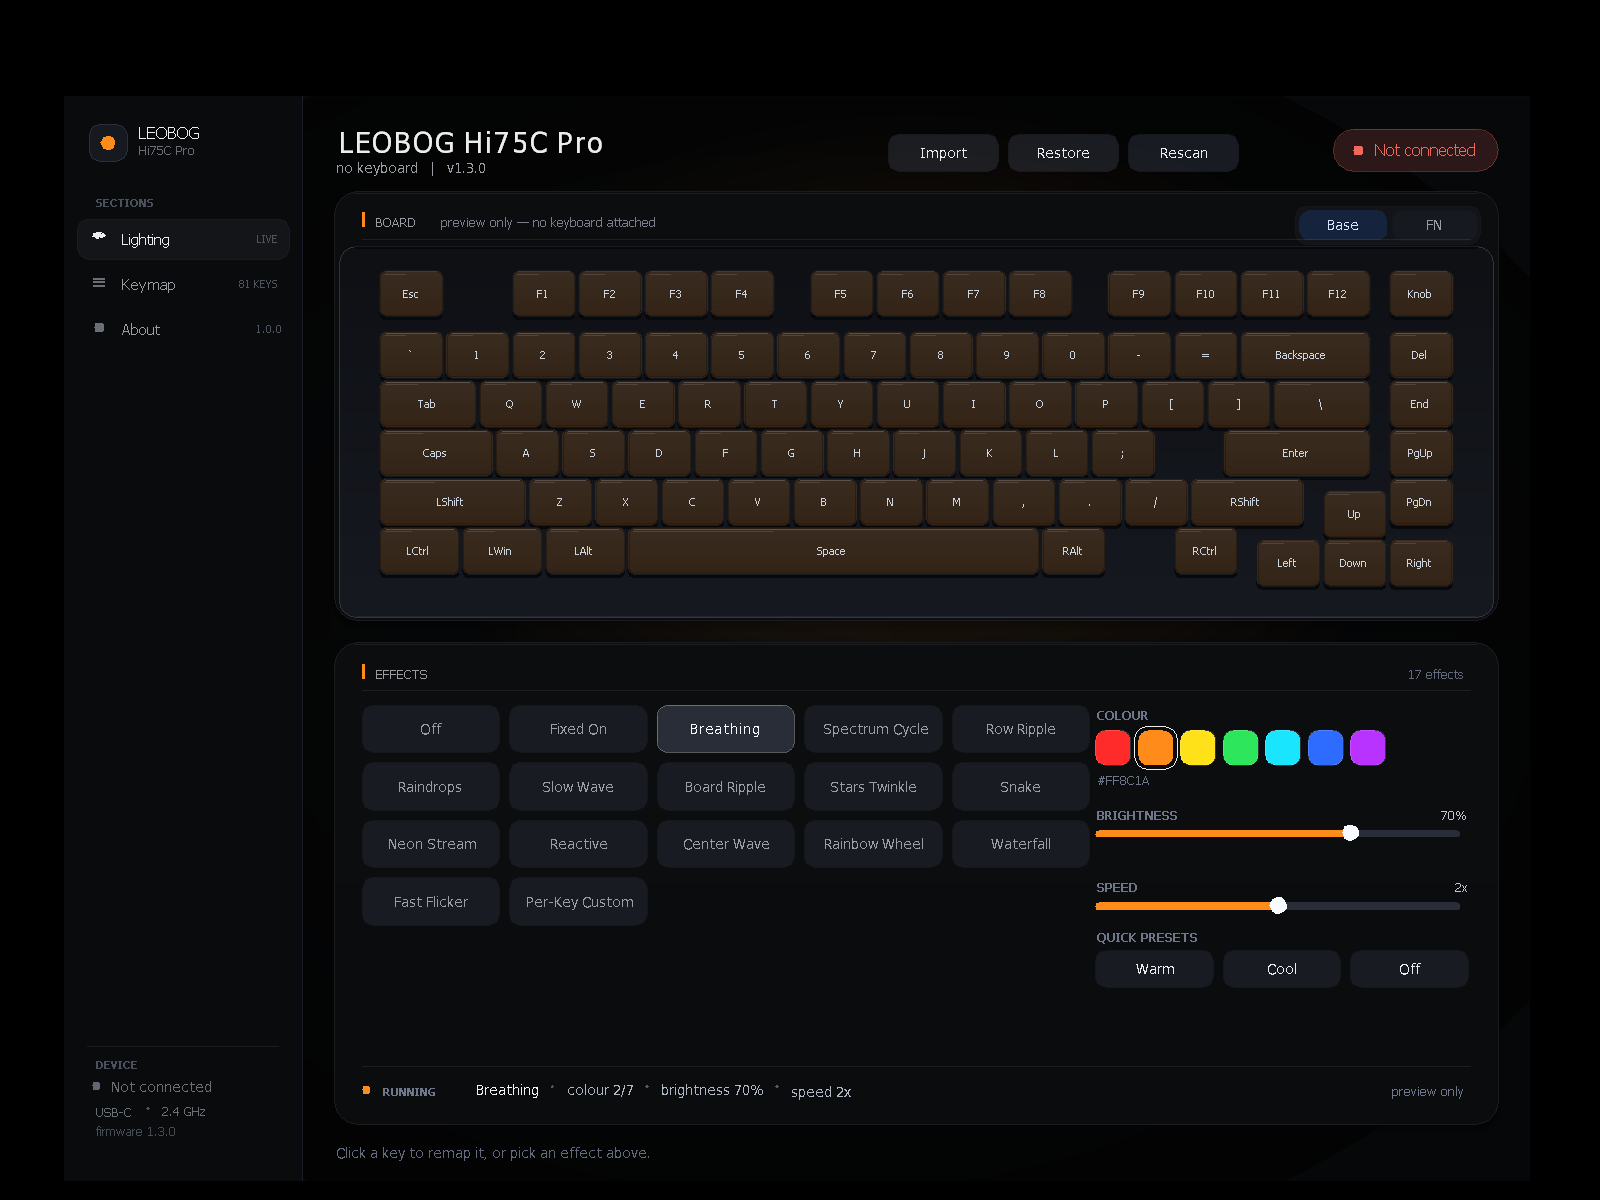 LEOBOG
Hi75C Pro
SECTIONS
Lighting LIVE
Keymap 81 KEYS
About 1.0.0
DEVICE
Not connected
USB-C • 2.4 GHz
firmware 1.3.0
LEOBOG Hi75C Pro
no keyboard | v1.3.0
Import Restore Rescan
Not connected
BOARD preview only — no keyboard attached
Base FN
Esc F1 F2 F3 F4 F5 F6 F7 F8 F9 F10 F11 F12 Knob
` 1 2 3 4 5 6 7 8 9 0 - = Backspace Del
Tab Q W E R T Y U I O P [ ] \ End
Caps A S D F G H J K L ; Enter PgUp
LShift Z X C V B N M , . / RShift Up PgDn
LCtrl LWin LAlt Space RAlt RCtrl Left Down Right
EFFECTS 17 effects
Off Fixed On Breathing Spectrum Cycle Row Ripple
Raindrops Slow Wave Board Ripple Stars Twinkle Snake
Neon Stream Reactive Center Wave Rainbow Wheel Waterfall
Fast Flicker Per-Key Custom
COLOUR
#FF8C1A
BRIGHTNESS 70%
SPEED 2x
QUICK PRESETS
Warm Cool Off
RUNNING Breathing • colour 2/7 • brightness 70% • speed 2x preview only
Click a key to remap it, or pick an effect above.